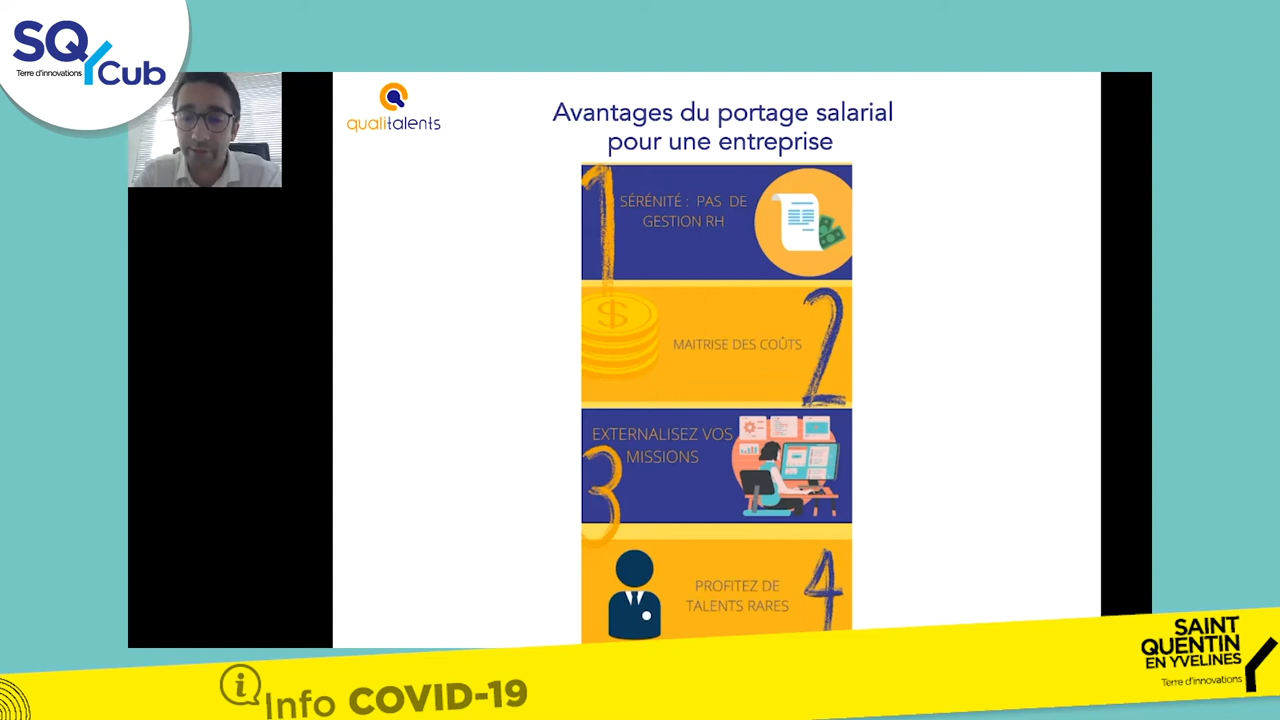 SQY Cub
Terre d'innovations
qualitalents
Avantages du portage salarial
pour une entreprise
1
SÉRÉNITÉ : PAS DE
GESTION RH
$
MAITRISE DES COÛTS
2
EXTERNALISEZ VOS
MISSIONS
3
PROFITEZ DE
TALENTS RARES
4
i Info COVID-19
SAINT
QUENTIN
EN YVELINES
Terre d'innovations